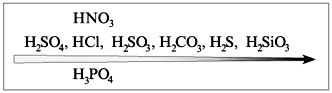 HNO₃
H₂SO₄, HCl, H₂SO₃, H₂CO₃, H₂S, H₂SiO₃
H₃PO₄